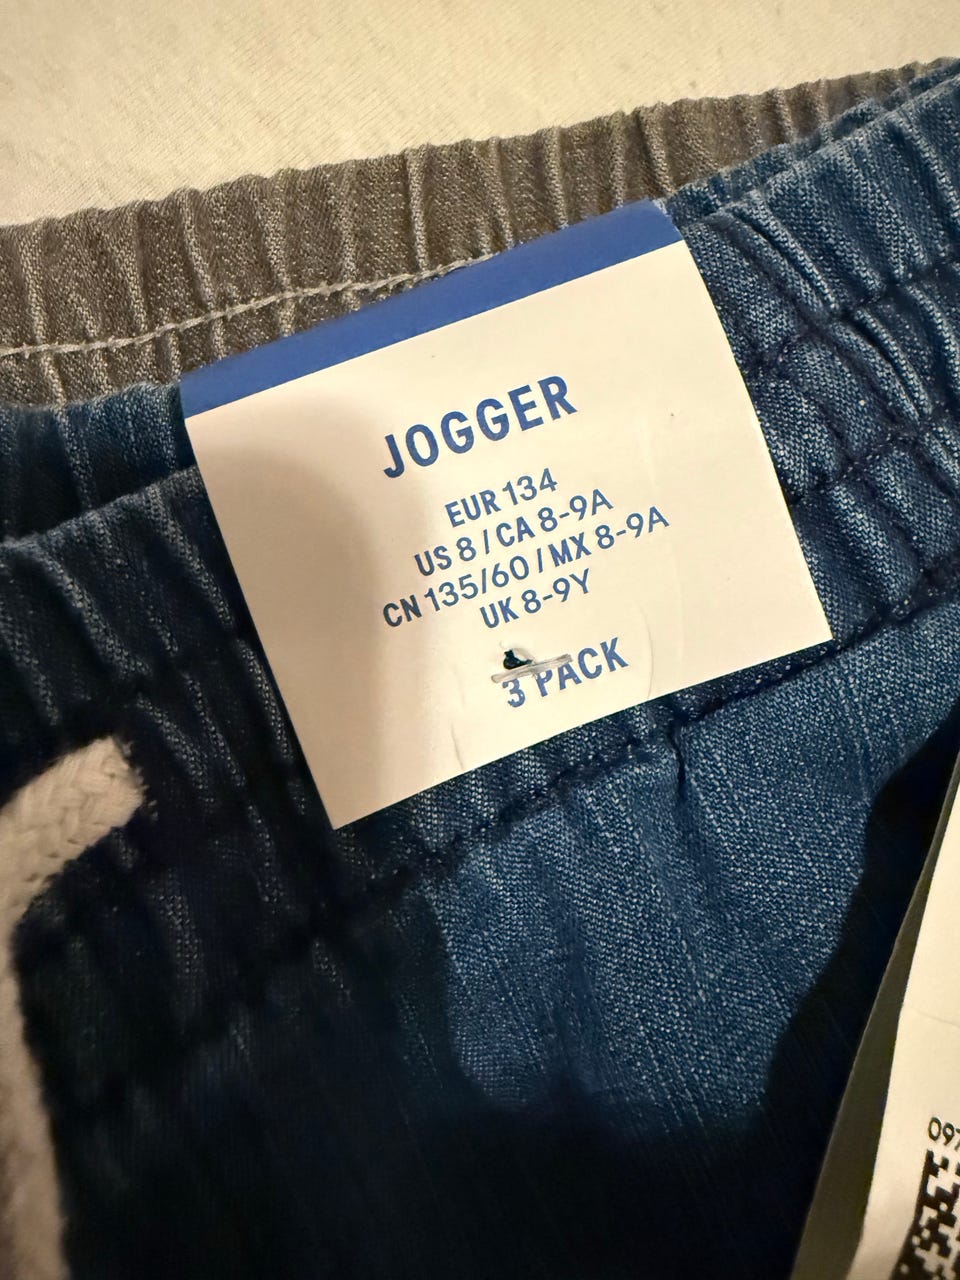 JOGGER
EUR 134
US 8 / CA 8-9A
CN 135/60 / MX 8-9A
UK 8-9Y
3 PACK